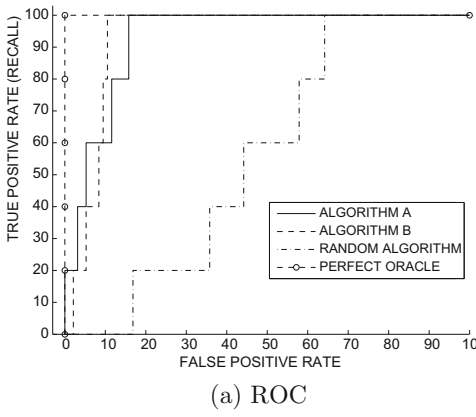 TRUE POSITIVE RATE (RECALL)
100
90
80
70
60
50
40
30
20
10
0
ALGORITHM A
ALGORITHM B
RANDOM ALGORITHM
PERFECT ORACLE
0 10 20 30 40 50 60 70 80 90 10
FALSE POSITIVE RATE
(a) ROC